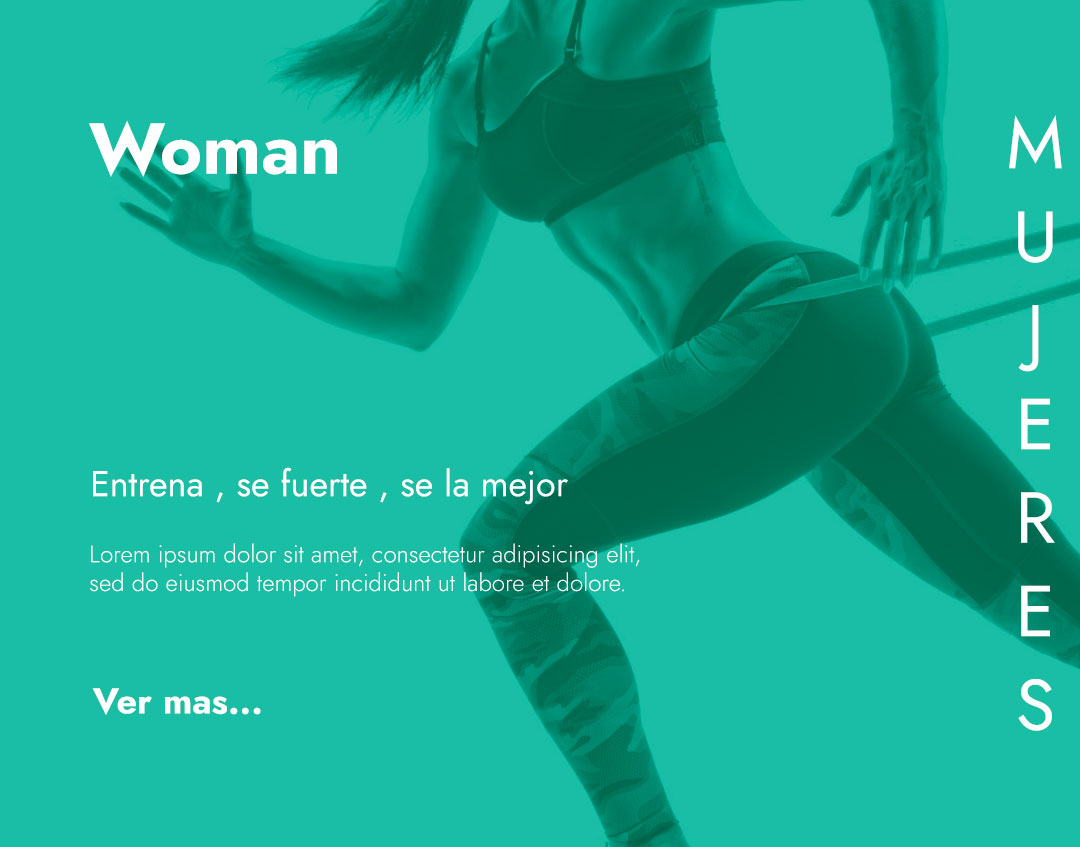 Woman
MUJERES
Entrena , se fuerte , se la mejor
Lorem ipsum dolor sit amet, consectetur adipisicing elit,
sed do eiusmod tempor incididunt ut labore et dolore.
Ver mas...